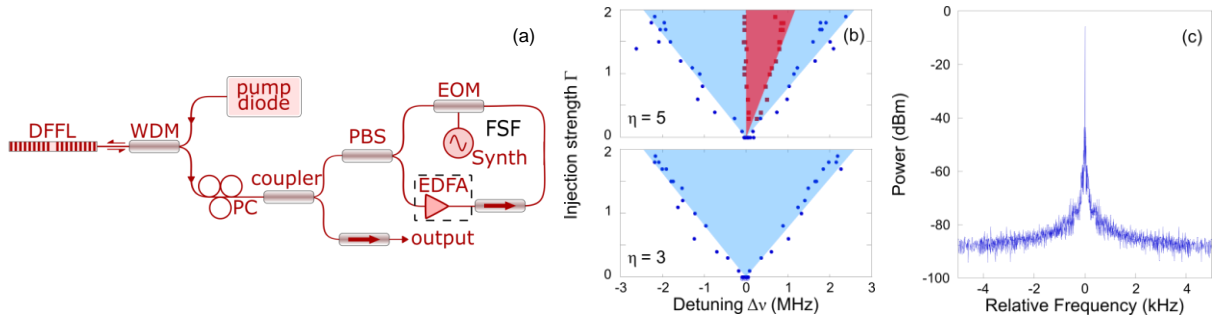 (a)
pump
diode
DFFL
WDM
PC
coupler
PBS
EOM
FSF
Synth
EDFA
output
Injection strength Γ
2
1
0
(b)
η = 5
2
1
0
η = 3
-3 -2 -1 0 1 2 3
Detuning Δν (MHz)
(c)
Power (dBm)
0
-20
-40
-60
-80
-100
-4 -2 0 2 4
Relative Frequency (kHz)